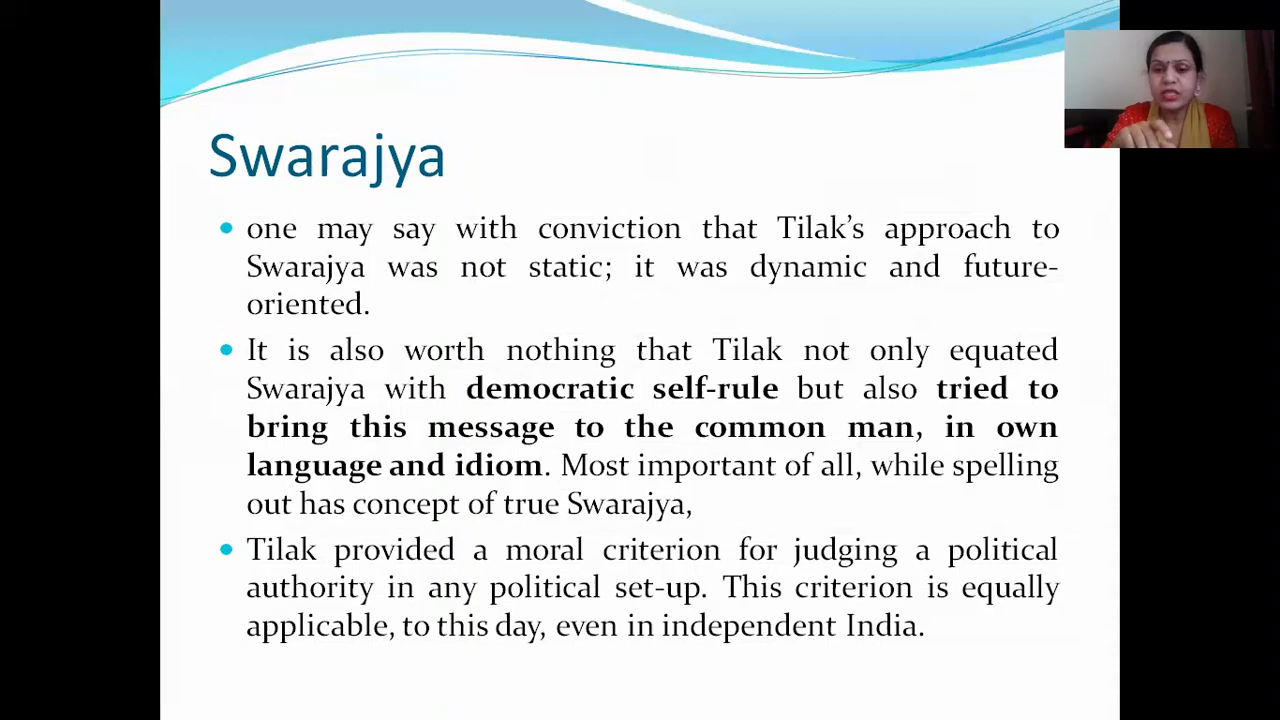 Swarajya
one may say with conviction that Tilak’s approach to
Swarajya was not static; it was dynamic and future-
oriented.
It is also worth nothing that Tilak not only equated
Swarajya with democratic self-rule but also tried to
bring this message to the common man, in own
language and idiom. Most important of all, while spelling
out has concept of true Swarajya,
Tilak provided a moral criterion for judging a political
authority in any political set-up. This criterion is equally
applicable, to this day, even in independent India.